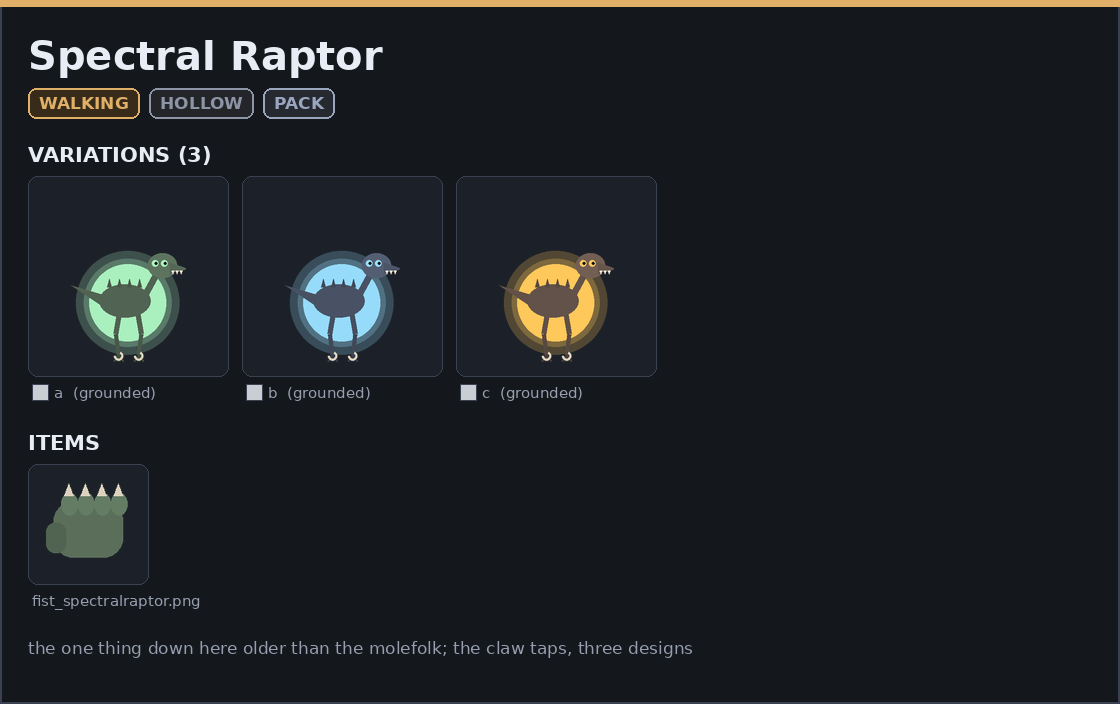 Spectral Raptor
WALKING HOLLOW PACK
VARIATIONS (3)
a (grounded) b (grounded) c (grounded)
ITEMS
fist_spectralraptor.png
the one thing down here older than the molefolk; the claw taps, three designs